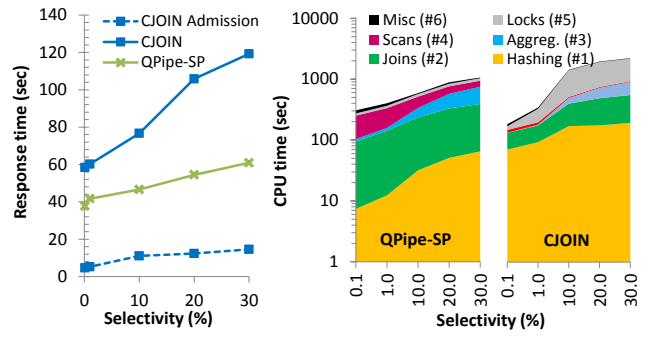 CJOIN Admission
CJOIN
QPipe-SP
Response time (sec)
140
120
100
80
60
40
20
0
0
10
20
30
Selectivity (%)
Misc (#6)
Locks (#5)
Scans (#4)
Aggreg. (#3)
Joins (#2)
Hashing (#1)
CPU time (sec)
10000
1000
100
10
1
QPipe-SP
CJOIN
0.1
1.0
10.0
20.0
30.0
0.1
1.0
10.0
20.0
30.0
Selectivity (%)